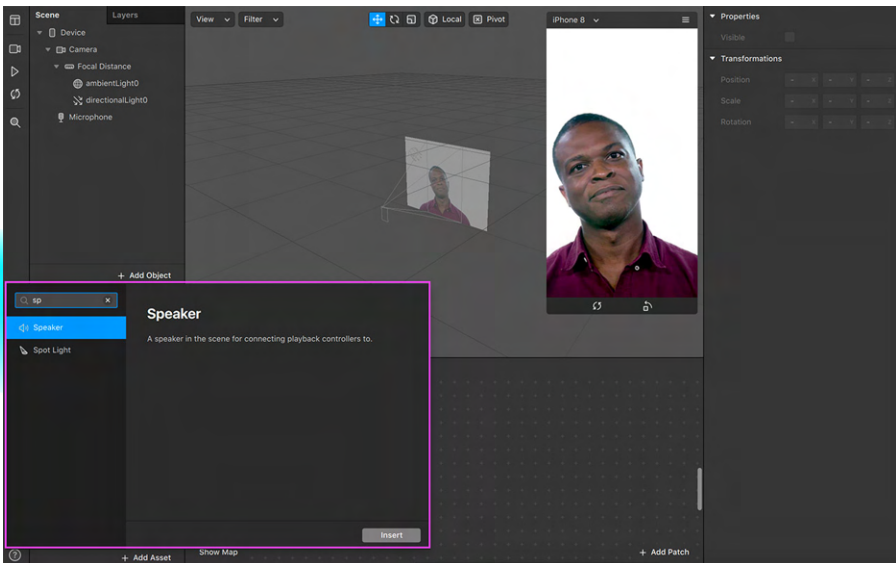 Scene Layers
Device
Camera
Focal Distance
ambientLight0
directionalLight0
Microphone
+ Add Object
View Filter Local Pivot
iPhone 8
Properties
Visible
Transformations
Position X Y Z
Scale X Y Z
Rotation X Y Z
sp
Speaker
Spot Light
Speaker
A speaker in the scene for connecting playback controllers to.
Insert
+ Add Asset
Show Map
+ Add Patch